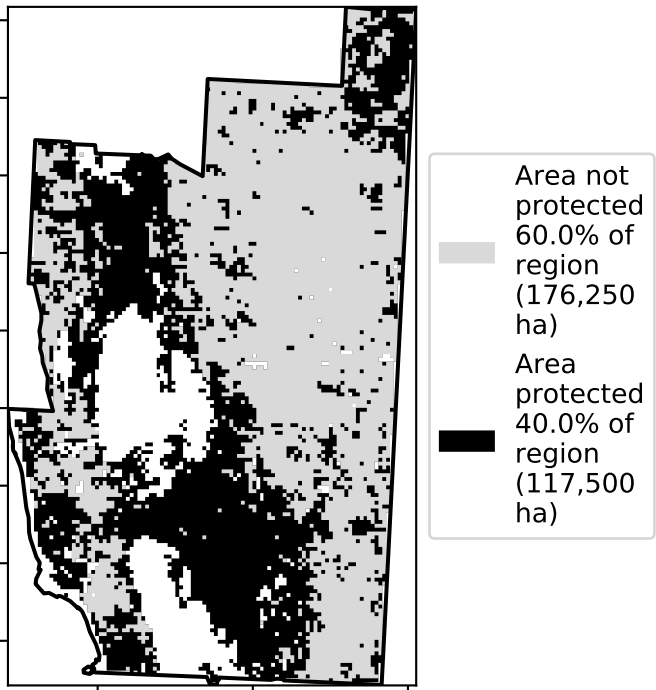 Area not
protected
60.0% of
region
(176,250
ha)
Area
protected
40.0% of
region
(117,500
ha)